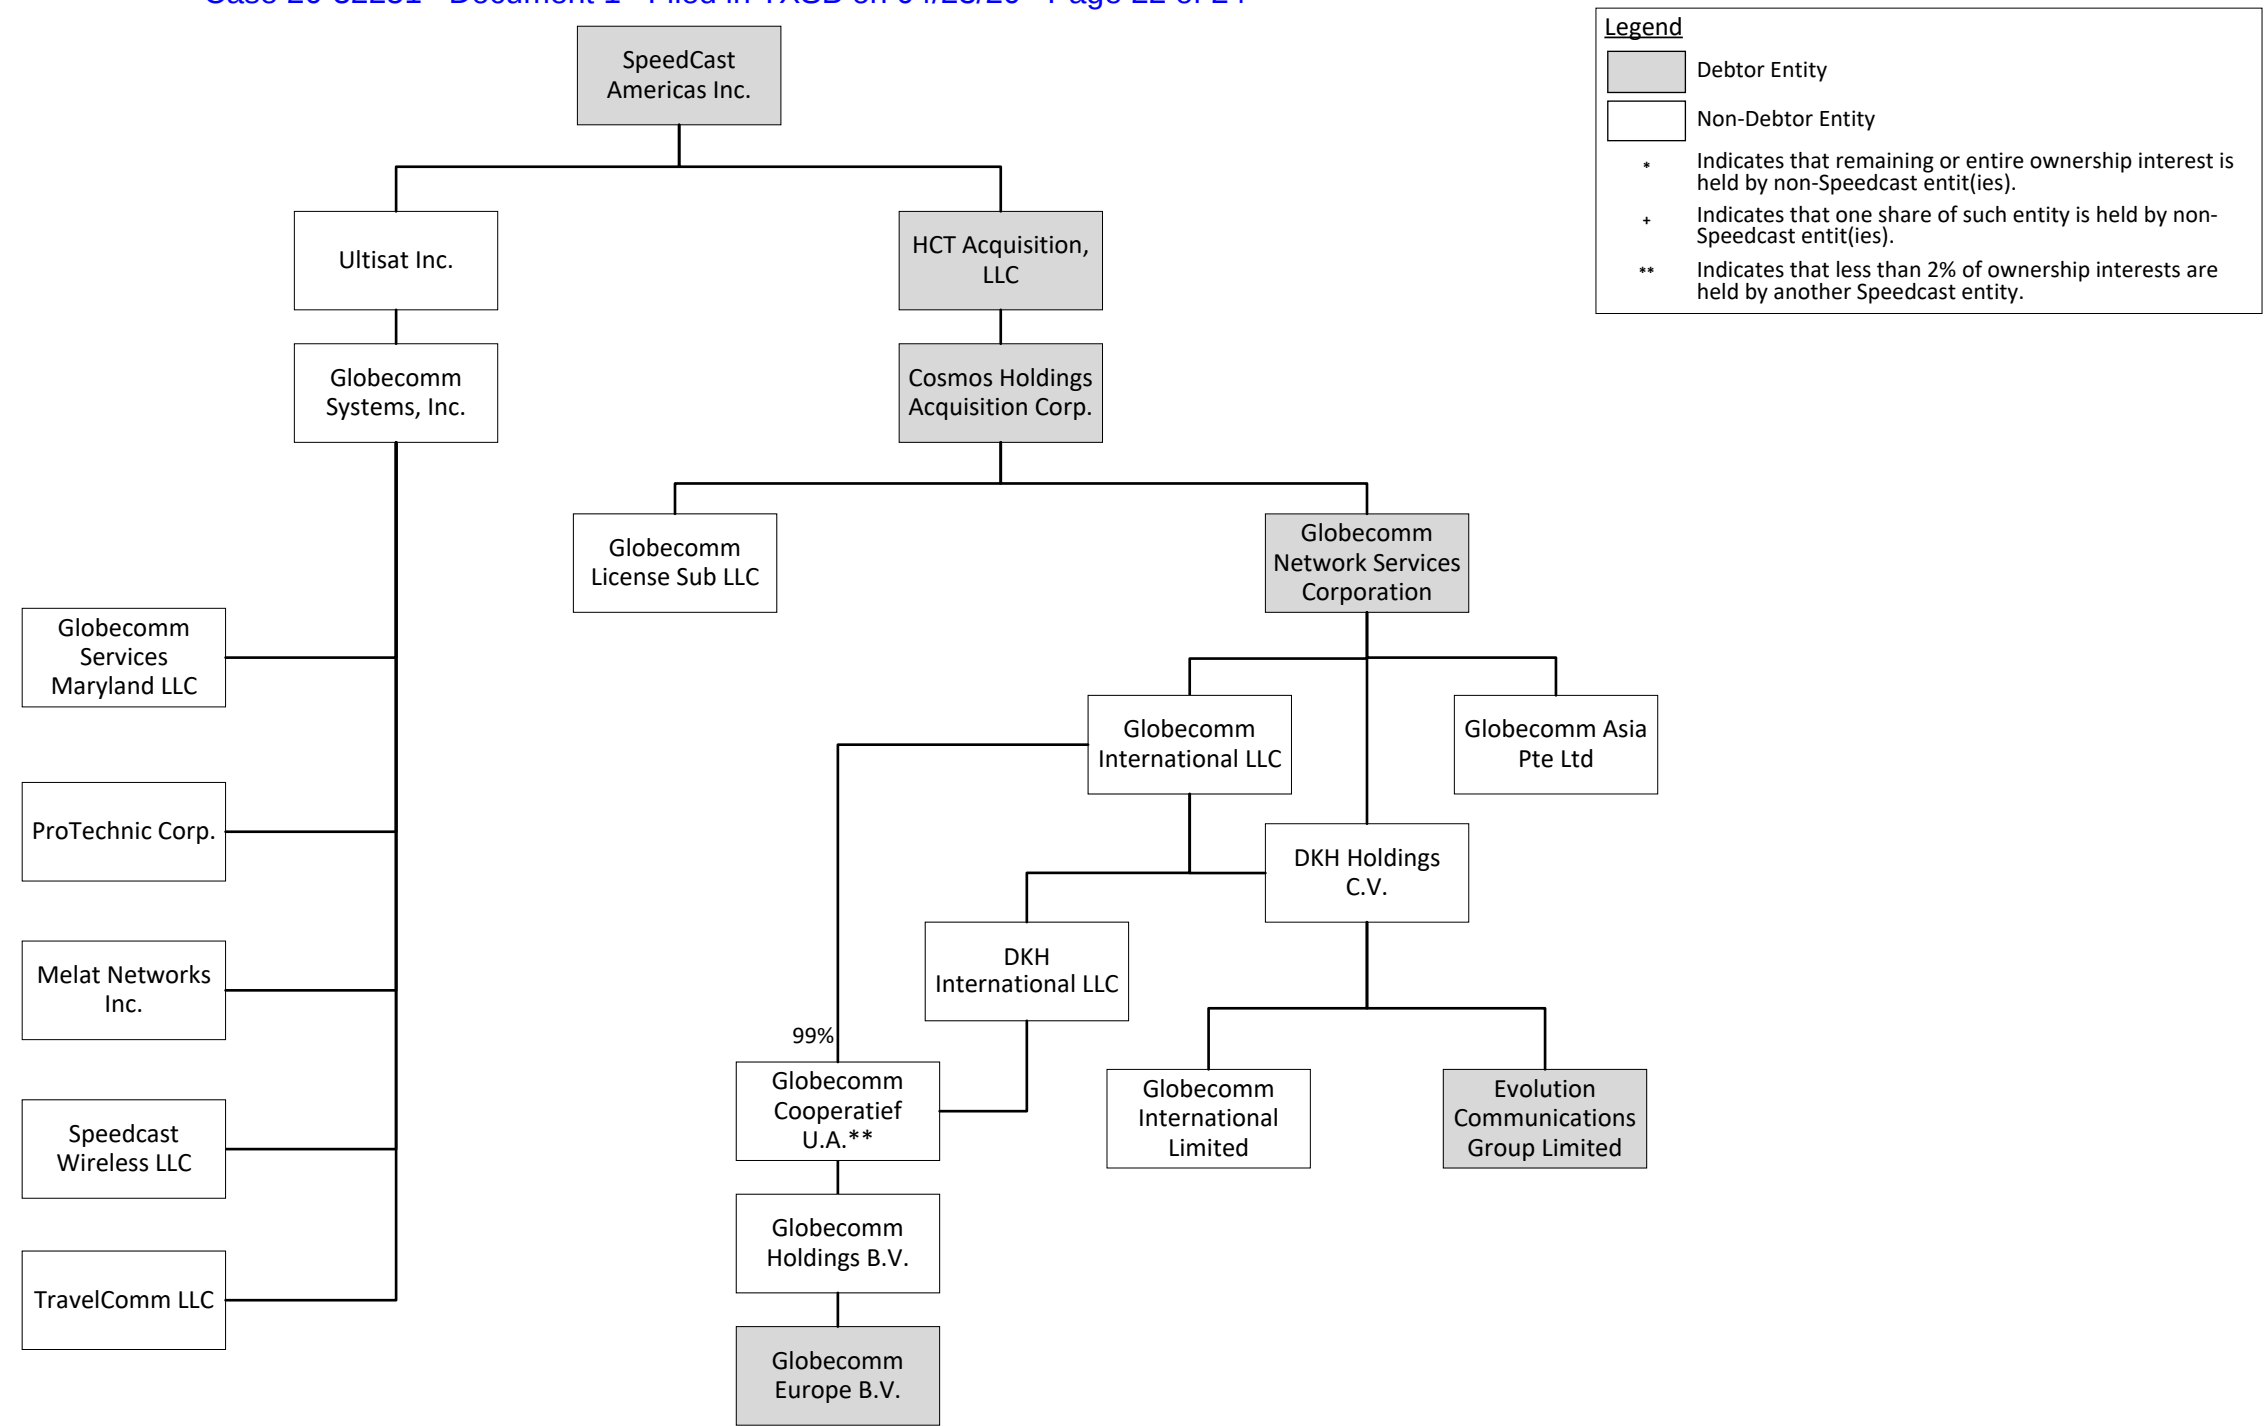 SpeedCast
Americas Inc.
Legend
Debtor Entity
Non-Debtor Entity
* Indicates that remaining or entire ownership interest is
held by non-Speedcast entit(ies).
+ Indicates that one share of such entity is held by non-
Speedcast entit(ies).
** Indicates that less than 2% of ownership interests are
held by another Speedcast entity.
Ultisat Inc.
HCT Acquisition,
LLC
Globecomm
Systems, Inc.
Cosmos Holdings
Acquisition Corp.
Globecomm
License Sub LLC
Globecomm
Network Services
Corporation
Globecomm
Services
Maryland LLC
Globecomm
International LLC
Globecomm Asia
Pte Ltd
ProTechnic Corp.
DKH Holdings
C.V.
Melat Networks
Inc.
DKH
International LLC
99%
Globecomm
Cooperatief
U.A.**
Globecomm
International
Limited
Evolution
Communications
Group Limited
Speedcast
Wireless LLC
Globecomm
Holdings B.V.
TravelComm LLC
Globecomm
Europe B.V.